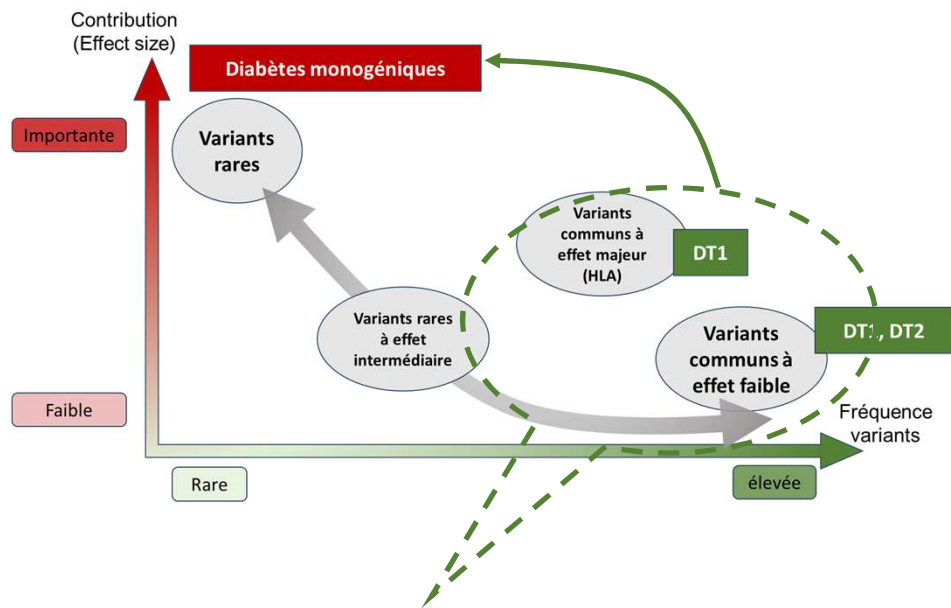 Contribution
(Effect size)
Diabètes monogéniques
Importante
Variants
rares
Variants
communs à
effet majeur
(HLA)
DT1
Variants rares
à effet
intermédiaire
Variants
communs à
effet faible
DT1, DT2
Faible
Fréquence
variants
Rare
élevée